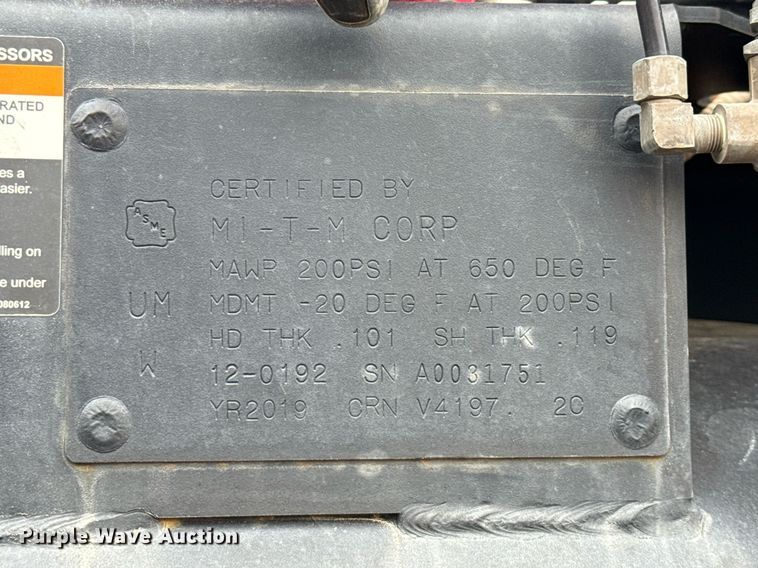 SSORS
RATED
ND
es a
asier.
lling on
e under
080612
CERTIFIED BY
ASME
MI-T-M CORP
MAWP 200PSI AT 650 DEG F
UM
MDMT -20 DEG F AT 200PSI
HD THK .101 SH THK .119
W
12-0192 SN A0031751
YR2019 CRN V4197. 2C
Purple Wave Auction